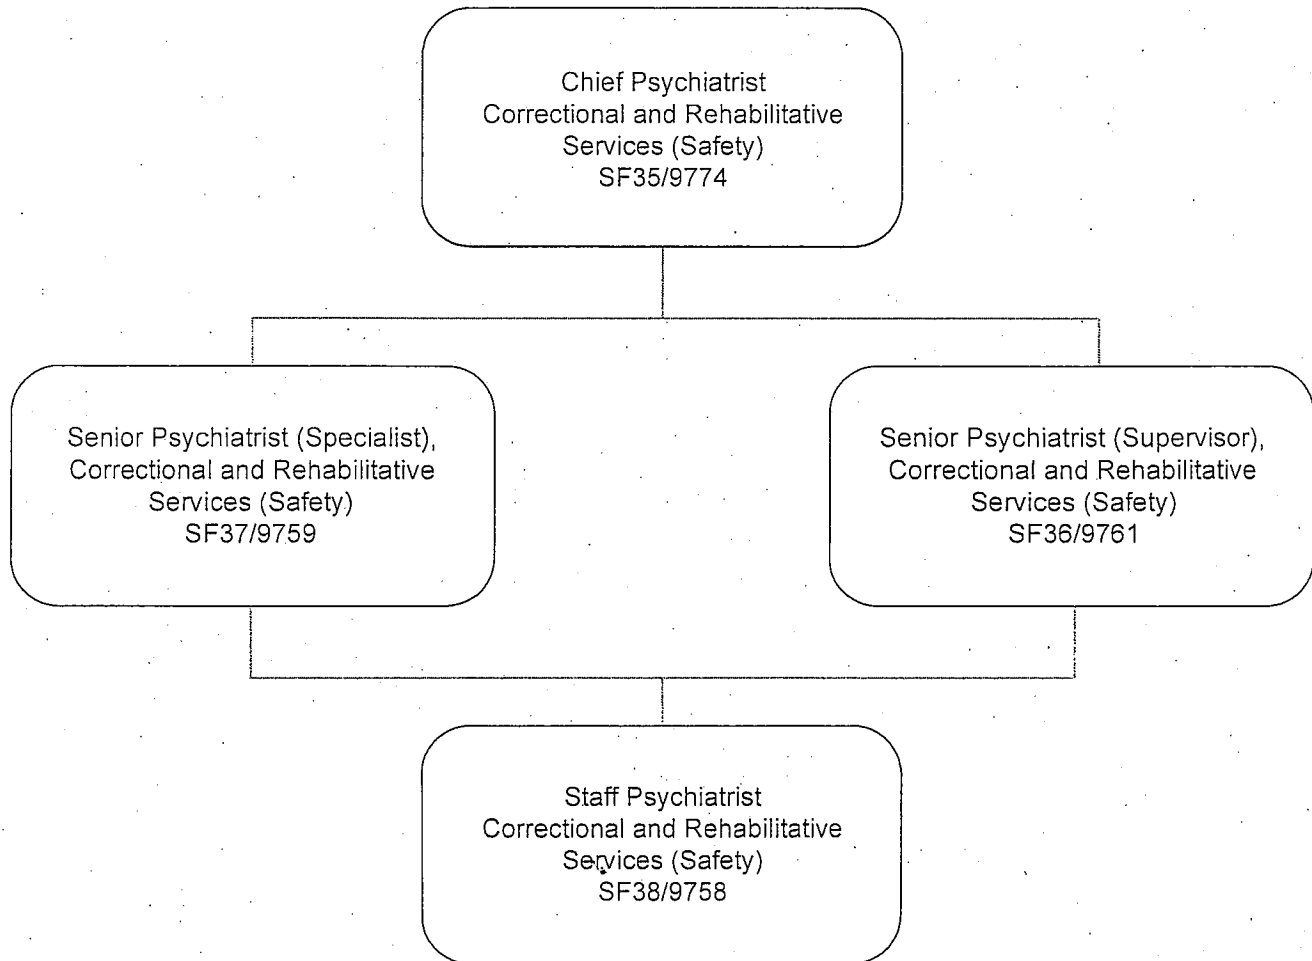 Chief Psychiatrist
Correctional and Rehabilitative
Services (Safety)
SF35/9774
Senior Psychiatrist (Specialist),
Correctional and Rehabilitative
Services (Safety)
SF37/9759
Senior Psychiatrist (Supervisor),
Correctional and Rehabilitative
Services (Safety)
SF36/9761
Staff Psychiatrist
Correctional and Rehabilitative
Services (Safety)
SF38/9758